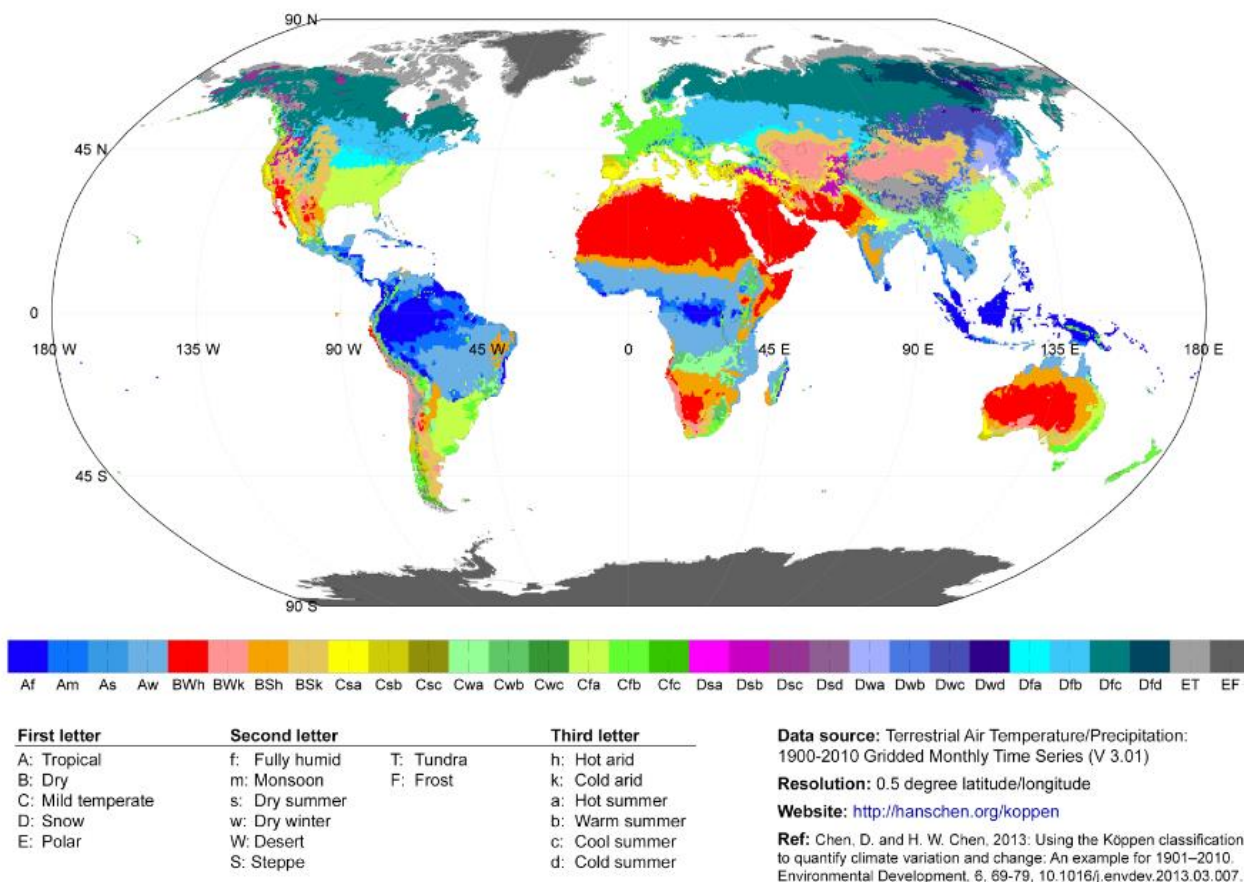 90 N
45 N
0
180 W 135 W 90 W 45 W 0 45 E 90 E 135 E 180 E
45 S
90 S
Af Am As Aw BWh BWk BSh BSk Csa Csb Csc Cwa Cwb Cwc Cfa Cfb Cfc Dsa Dsb Dsc Dsd Dwa Dwb Dwc Dwd Dfa Dfb Dfc Dfd ET EF
First letter
A: Tropical
B: Dry
C: Mild temperate
D: Snow
E: Polar
Second letter
f: Fully humid
m: Monsoon
s: Dry summer
w: Dry winter
W: Desert
S: Steppe
T: Tundra
F: Frost
Third letter
h: Hot arid
k: Cold arid
a: Hot summer
b: Warm summer
c: Cool summer
d: Cold summer
Data source: Terrestrial Air Temperature/Precipitation:
1900-2010 Gridded Monthly Time Series (V 3.01)
Resolution: 0.5 degree latitude/longitude
Website: http://hanschen.org/koppen
Ref: Chen, D. and H. W. Chen, 2013: Using the Köppen classification
to quantify climate variation and change: An example for 1901–2010.
Environmental Development, 6, 69-79, 10.1016/j.envdev.2013.03.007.